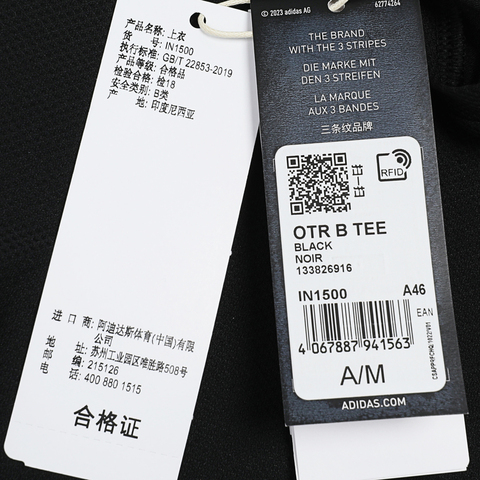 产品名称: 上衣
货 号: IN1500
执行标准: GB/T 22853-2019
产品等级: 合格品
检验合格: 检18
安全类别: B类
产 地: 印度尼西亚
进 口 商: 阿迪达斯体育(中国)有限
公司
地 址: 苏州工业园区唯胜路508号
邮 编: 215126
电 话: 400 880 1515
合格证
© 2023 adidas AG
62774264
THE BRAND
WITH THE 3 STRIPES
DIE MARKE MIT
DEN 3 STREIFEN
LA MARQUE
AUX 3 BANDES
三条纹品牌
RFID
OTR B TEE
BLACK
NOIR
133826916
IN1500 A46
EAN
4 067887 941563
A/M
ADIDAS.COM